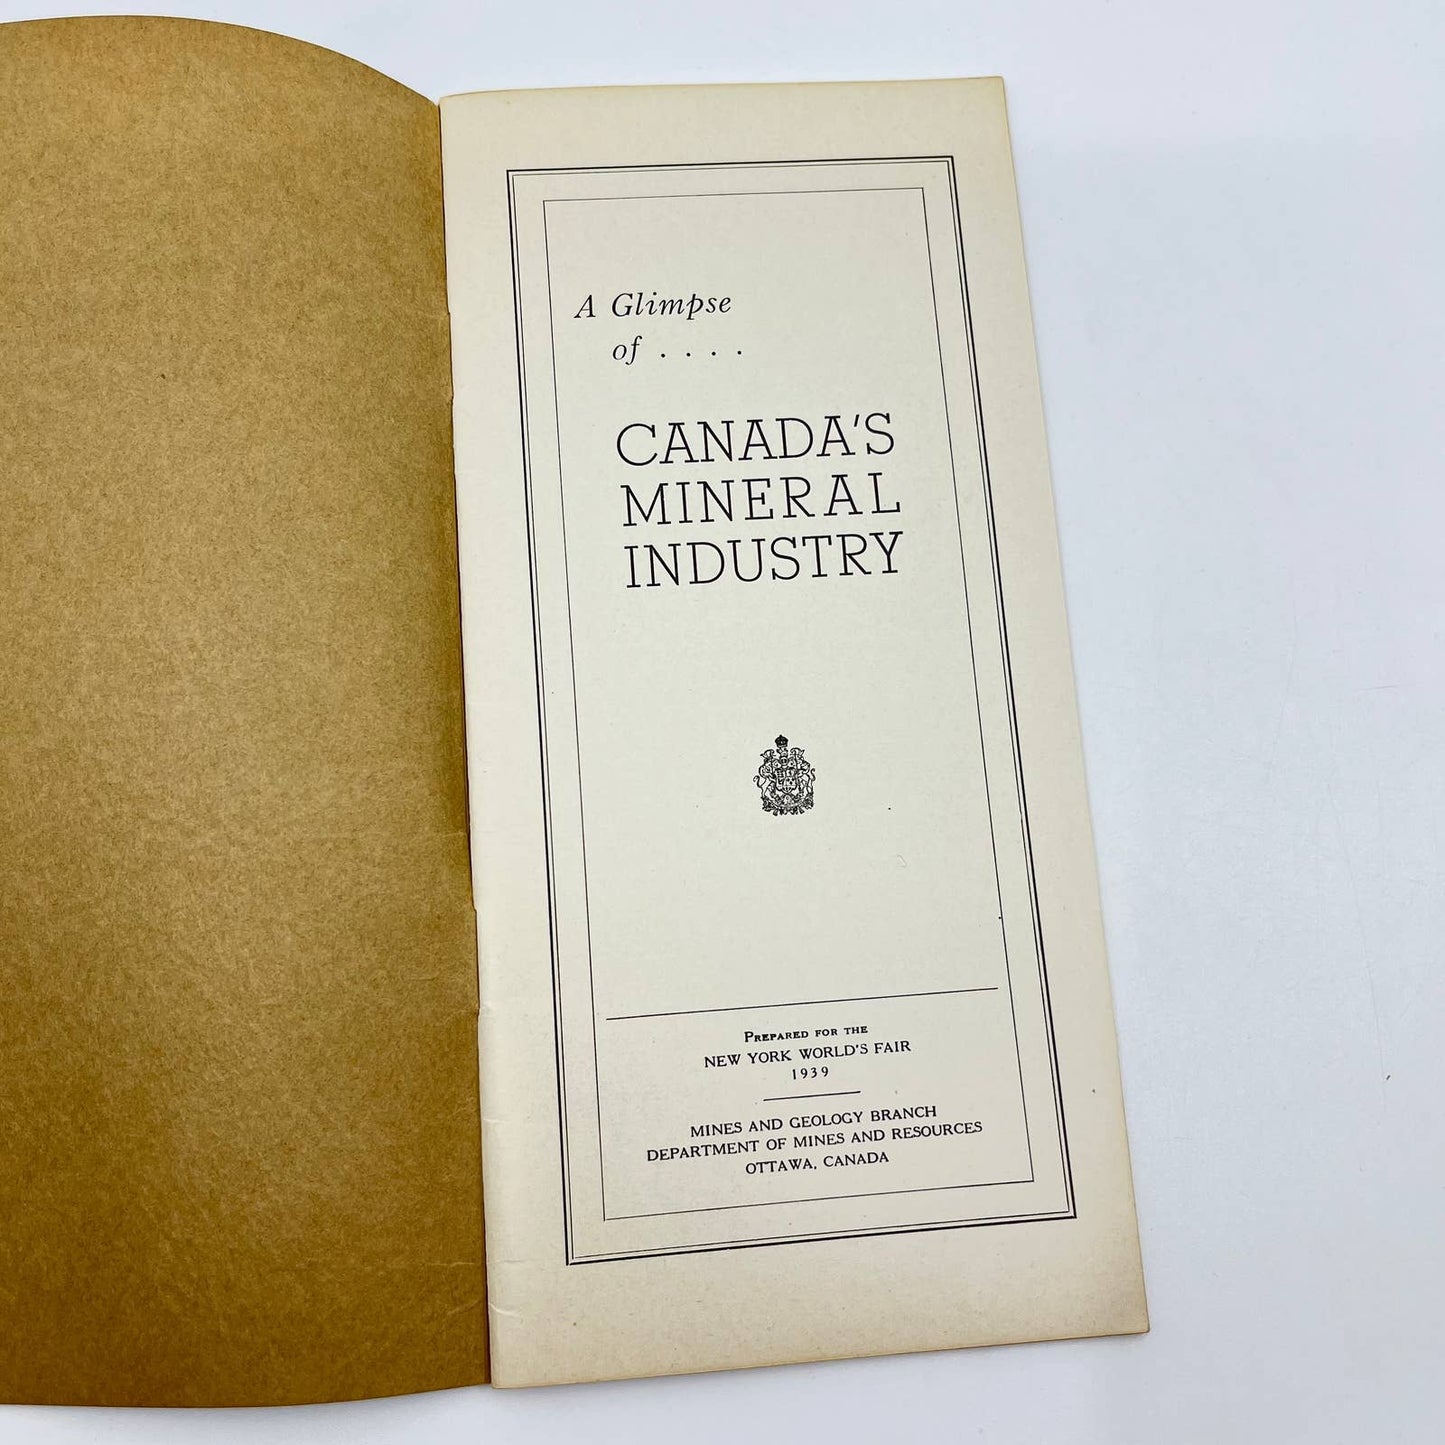 A Glimpse
of . . . .
CANADA'S
MINERAL
INDUSTRY
PREPARED FOR THE
NEW YORK WORLD'S FAIR
1939
MINES AND GEOLOGY BRANCH
DEPARTMENT OF MINES AND RESOURCES
OTTAWA, CANADA